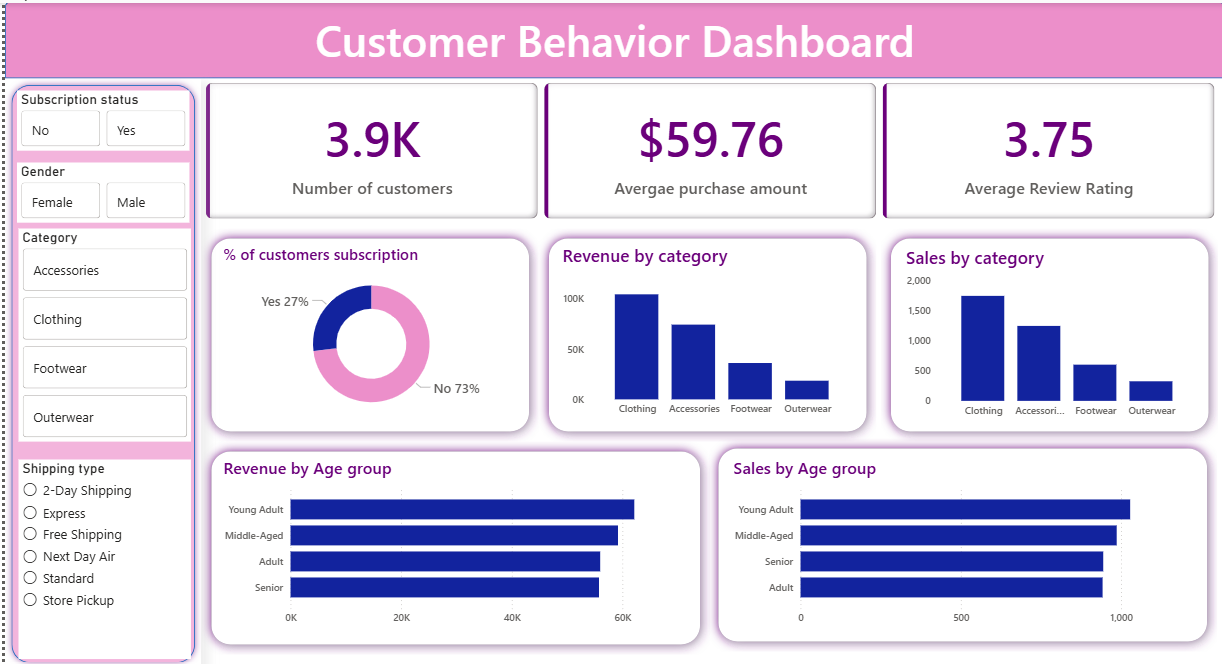 Customer Behavior Dashboard
Subscription status
No
Yes
Gender
Female
Male
Category
Accessories
Clothing
Footwear
Outerwear
Shipping type
2-Day Shipping
Express
Free Shipping
Next Day Air
Standard
Store Pickup
3.9K
Number of customers
$59.76
Avergae purchase amount
3.75
Average Review Rating
% of customers subscription
Yes 27%
No 73%
Revenue by category
100K
50K
0K
Clothing
Accessories
Footwear
Outerwear
Sales by category
2,000
1,500
1,000
500
0
Clothing
Accessori...
Footwear
Outerwear
Revenue by Age group
Young Adult
Middle-Aged
Adult
Senior
0K
20K
40K
60K
Sales by Age group
Young Adult
Middle-Aged
Senior
Adult
0
500
1,000